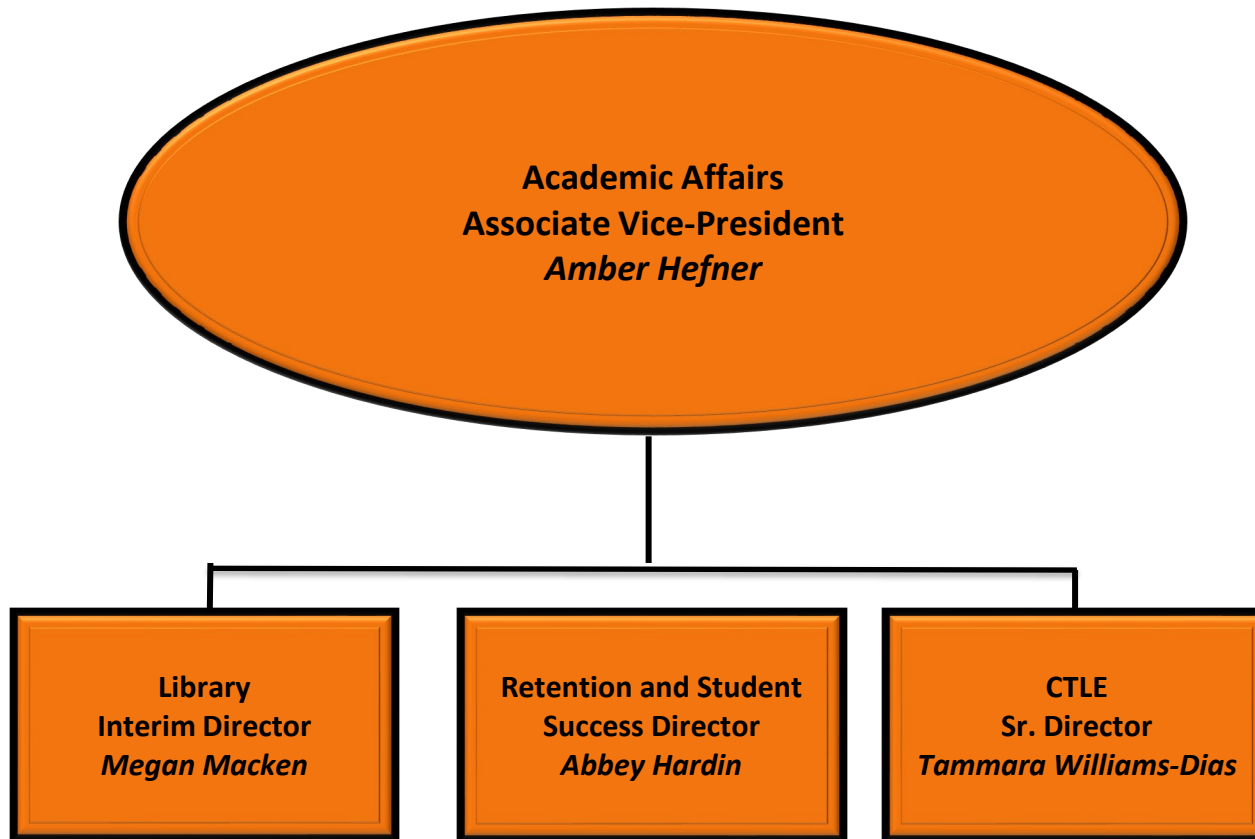 Academic Affairs
Associate Vice-President
Amber Hefner
Library
Interim Director
Megan Macken
Retention and Student
Success Director
Abbey Hardin
CTLE
Sr. Director
Tammara Williams-Dias